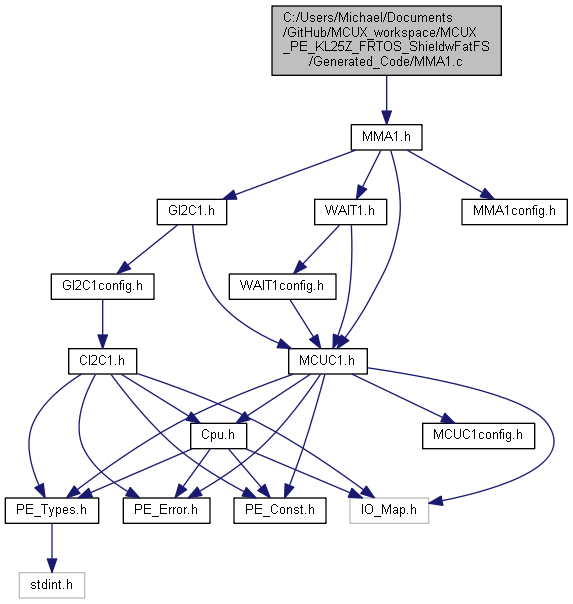 C:/Users/Michael/Documents
/GitHub/MCUX_workspace/MCUX
_PE_KL25Z_FRTOS_ShieldwFatFS
/Generated_Code/MMA1.c
MMA1.h
GI2C1.h
WAIT1.h
MMA1config.h
GI2C1config.h
WAIT1config.h
CI2C1.h
MCUC1.h
Cpu.h
MCUC1config.h
PE_Types.h
PE_Error.h
PE_Const.h
IO_Map.h
stdint.h